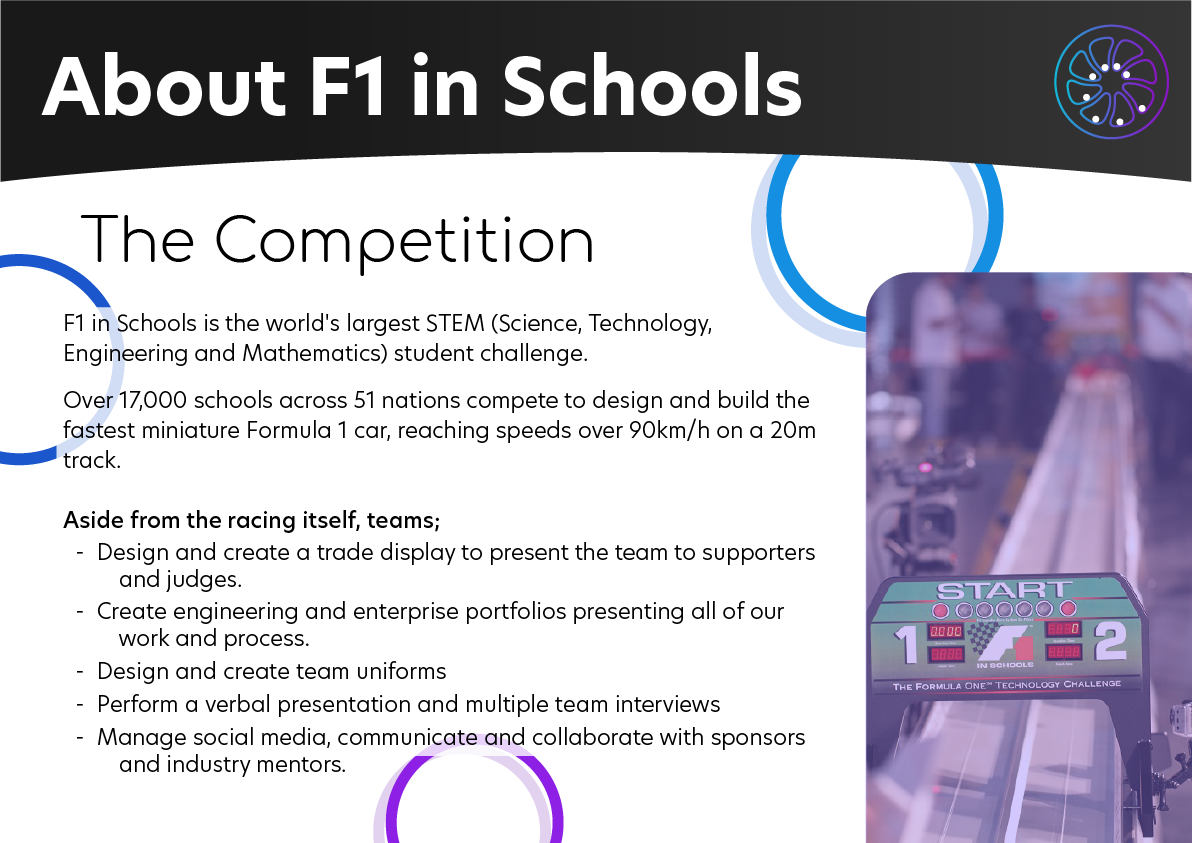 About F1 in Schools
The Competition
F1 in Schools is the world's largest STEM (Science, Technology,
Engineering and Mathematics) student challenge.
Over 17,000 schools across 51 nations compete to design and build the
fastest miniature Formula 1 car, reaching speeds over 90km/h on a 20m
track.
Aside from the racing itself, teams;
- Design and create a trade display to present the team to supporters
and judges.
- Create engineering and enterprise portfolios presenting all of our
work and process.
- Design and create team uniforms
- Perform a verbal presentation and multiple team interviews
- Manage social media, communicate and collaborate with sponsors
and industry mentors.
START
1 2
IN SCHOOLS
THE FORMULA ONE™ TECHNOLOGY CHALLENGE